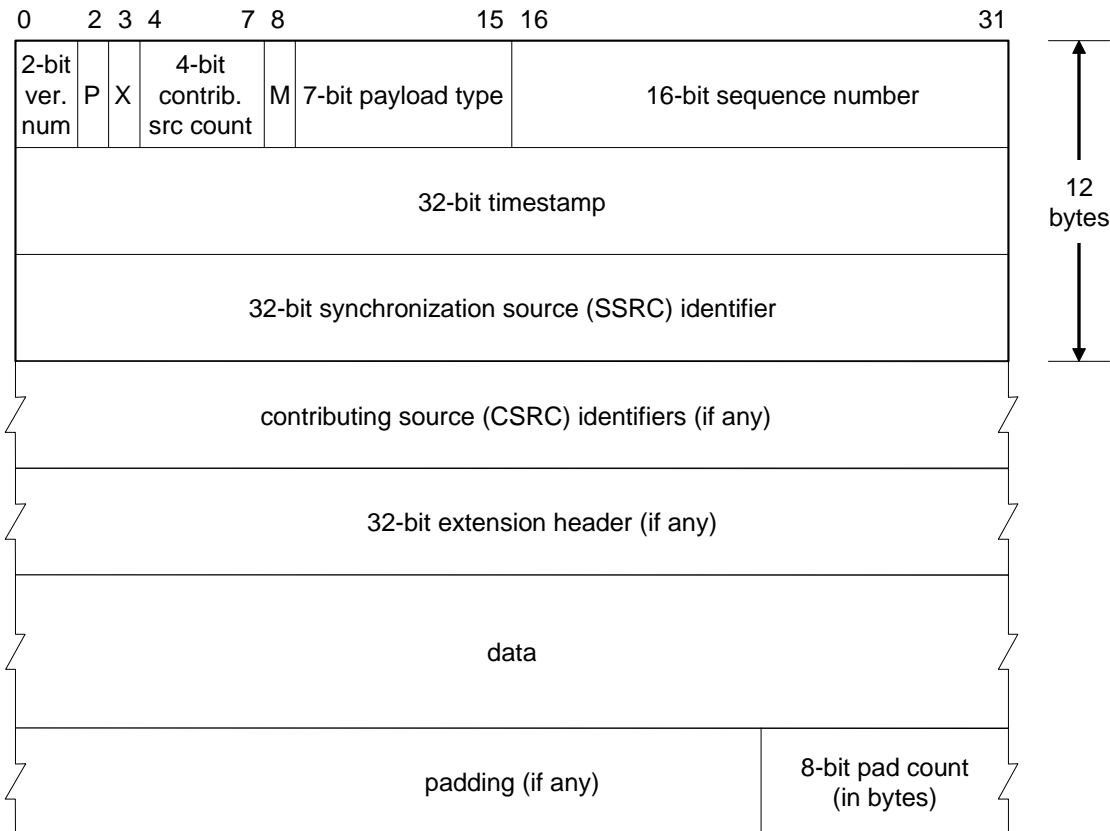 0 2 3 4 7 8 15 16 31
2-bit
ver.
num
P
X
4-bit
contrib.
src count
M
7-bit payload type
16-bit sequence number
12
bytes
32-bit timestamp
32-bit synchronization source (SSRC) identifier
contributing source (CSRC) identifiers (if any)
32-bit extension header (if any)
data
padding (if any)
8-bit pad count
(in bytes)